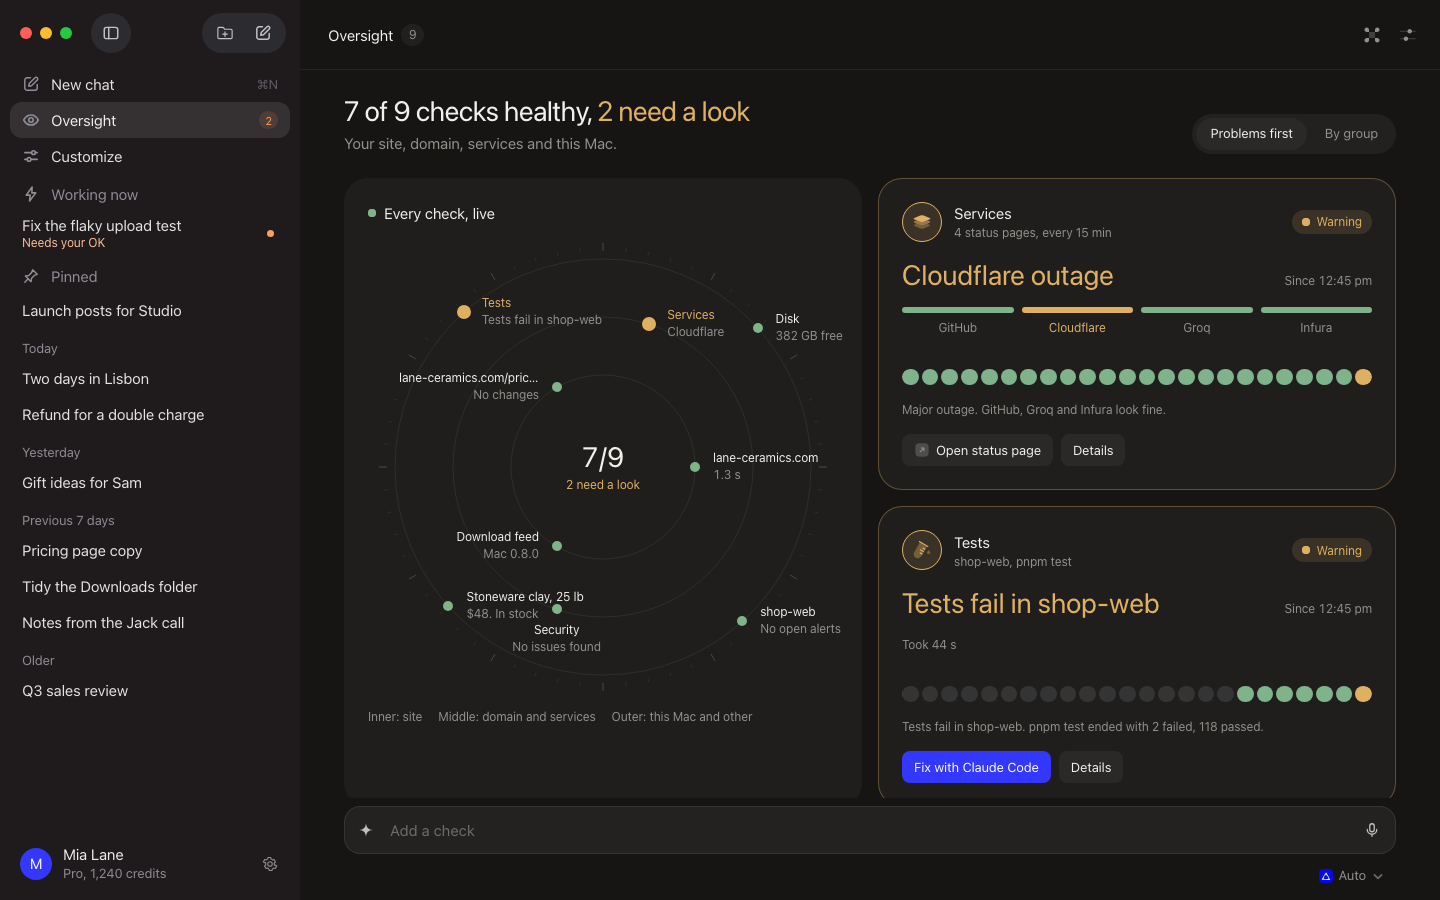 New chat
⌘N
Oversight
2
Customize
Working now
Fix the flaky upload test
Needs your OK
Pinned
Launch posts for Studio
Today
Two days in Lisbon
Refund for a double charge
Yesterday
Gift ideas for Sam
Previous 7 days
Pricing page copy
Tidy the Downloads folder
Notes from the Jack call
Older
Q3 sales review
M
Mia Lane
Pro, 1,240 credits
Oversight 9
7 of 9 checks healthy, 2 need a look
Your site, domain, services and this Mac.
Problems first
By group
Every check, live
Tests
Tests fail in shop-web
Services
Cloudflare
Disk
382 GB free
lane-ceramics.com/pric...
No changes
7/9
2 need a look
lane-ceramics.com
1.3 s
Download feed
Mac 0.8.0
Stoneware clay, 25 lb
$48. In stock
Security
No issues found
shop-web
No open alerts
Inner: site
Middle: domain and services
Outer: this Mac and other
Services
4 status pages, every 15 min
Warning
Cloudflare outage
Since 12:45 pm
GitHub
Cloudflare
Groq
Infura
Major outage. GitHub, Groq and Infura look fine.
Open status page
Details
Tests
shop-web, pnpm test
Warning
Tests fail in shop-web
Since 12:45 pm
Took 44 s
Tests fail in shop-web. pnpm test ended with 2 failed, 118 passed.
Fix with Claude Code
Details
Add a check
Auto